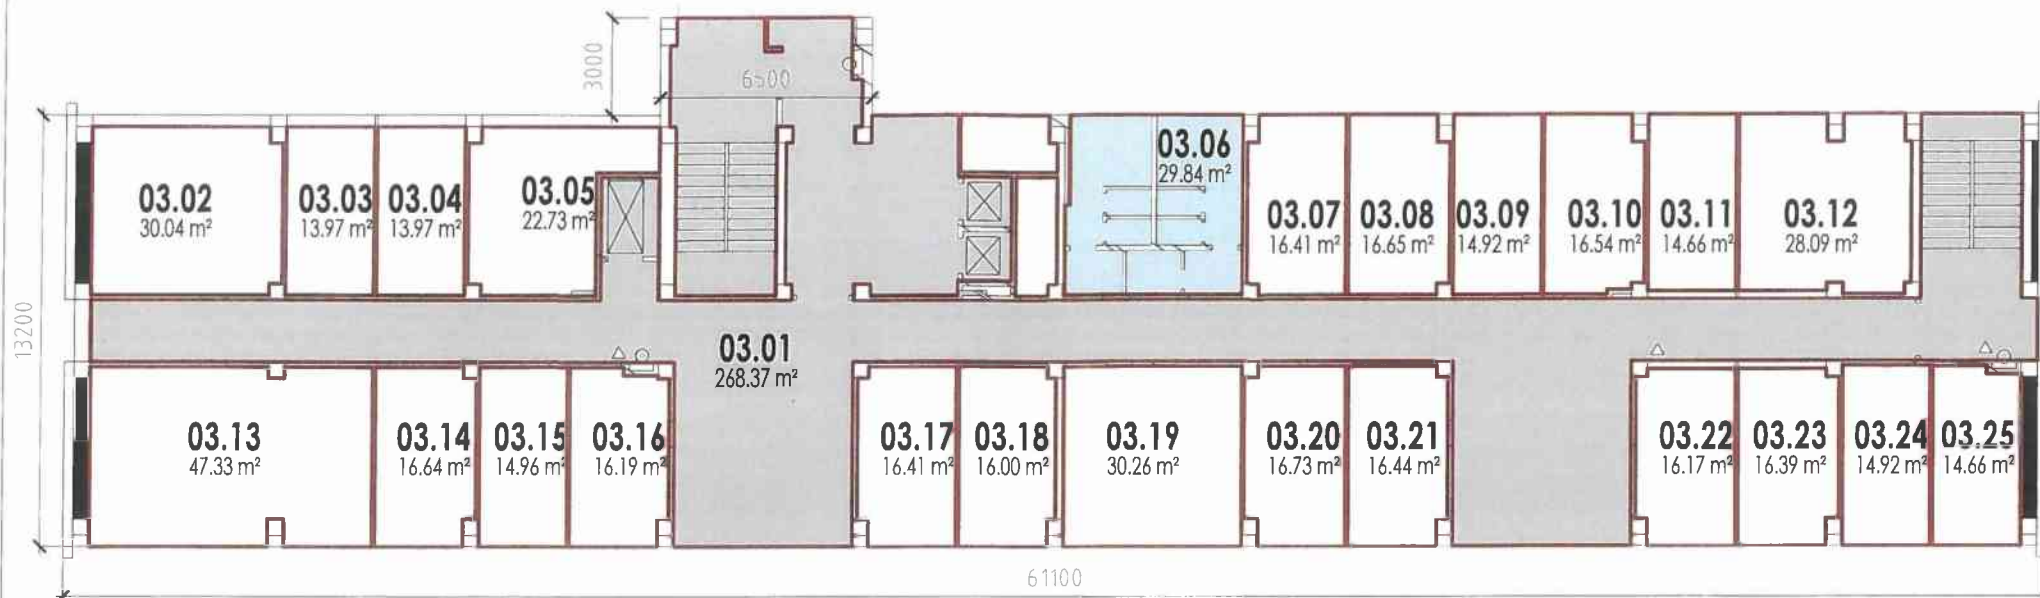 3000
6500
03.02
30.04 m²
03.03
13.97 m²
03.04
13.97 m²
03.05
22.73 m²
03.06
29.84 m²
03.07
16.41 m²
03.08
16.65 m²
03.09
14.92 m²
03.10
16.54 m²
03.11
14.66 m²
03.12
28.09 m²
13200
03.01
268.37 m²
03.13
47.33 m²
03.14
16.64 m²
03.15
14.96 m²
03.16
16.19 m²
03.17
16.41 m²
03.18
16.00 m²
03.19
30.26 m²
03.20
16.73 m²
03.21
16.44 m²
03.22
16.17 m²
03.23
16.39 m²
03.24
14.92 m²
03.25
14.66 m²
61100